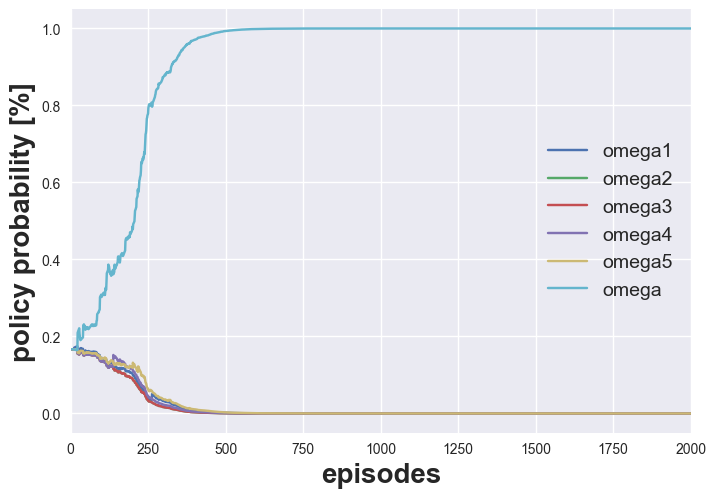 policy probability [%]
1.0
0.8
0.6
0.4
0.2
0.0
omega1
omega2
omega3
omega4
omega5
omega
0 250 500 750 1000 1250 1500 1750 2000
episodes